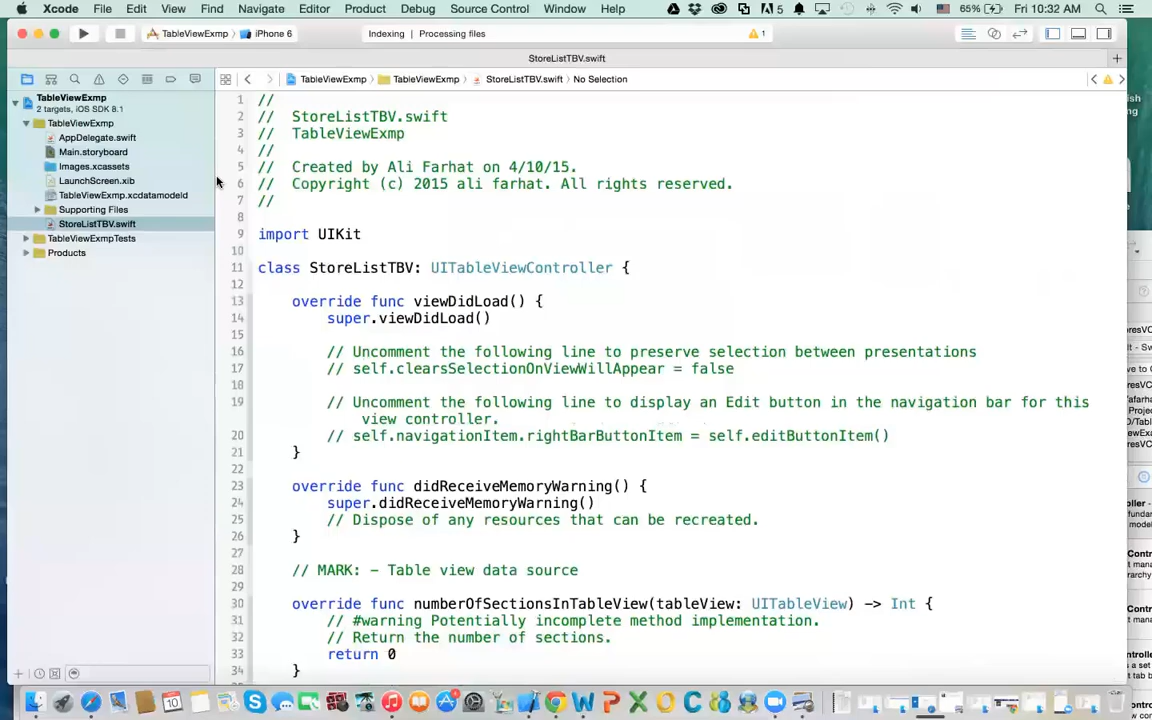 Xcode File Edit View Find Navigate Editor Product Debug Source Control Window Help 5 65% Fri 10:32 AM
TableViewExmp iPhone 6 Indexing | Processing files 1
StoreListTBV.swift
TableViewExmp TableViewExmp StoreListTBV.swift No Selection
TableViewExmp
2 targets, iOS SDK 8.1
TableViewExmp
AppDelegate.swift
Main.storyboard
Images.xcassets
LaunchScreen.xib
TableViewExmp.xcdatamodeld
Supporting Files
StoreListTBV.swift
TableViewExmpTests
Products
1 //
2 // StoreListTBV.swift
3 // TableViewExmp
4 //
5 // Created by Ali Farhat on 4/10/15.
6 // Copyright (c) 2015 ali farhat. All rights reserved.
7 //
8
9 import UIKit
10
11 class StoreListTBV: UITableViewController {
12
13 override func viewDidLoad() {
14 super.viewDidLoad()
15
16 // Uncomment the following line to preserve selection between presentations
17 // self.clearsSelectionOnViewWillAppear = false
18
19 // Uncomment the following line to display an Edit button in the navigation bar for this
view controller.
20 // self.navigationItem.rightBarButtonItem = self.editButtonItem()
21 }
22
23 override func didReceiveMemoryWarning() {
24 super.didReceiveMemoryWarning()
25 // Dispose of any resources that can be recreated.
26 }
27
28 // MARK: - Table view data source
29
30 override func numberOfSectionsInTableView(tableView: UITableView) -> Int {
31 // #warning Potentially incomplete method implementation.
32 // Return the number of sections.
33 return 0
34 }